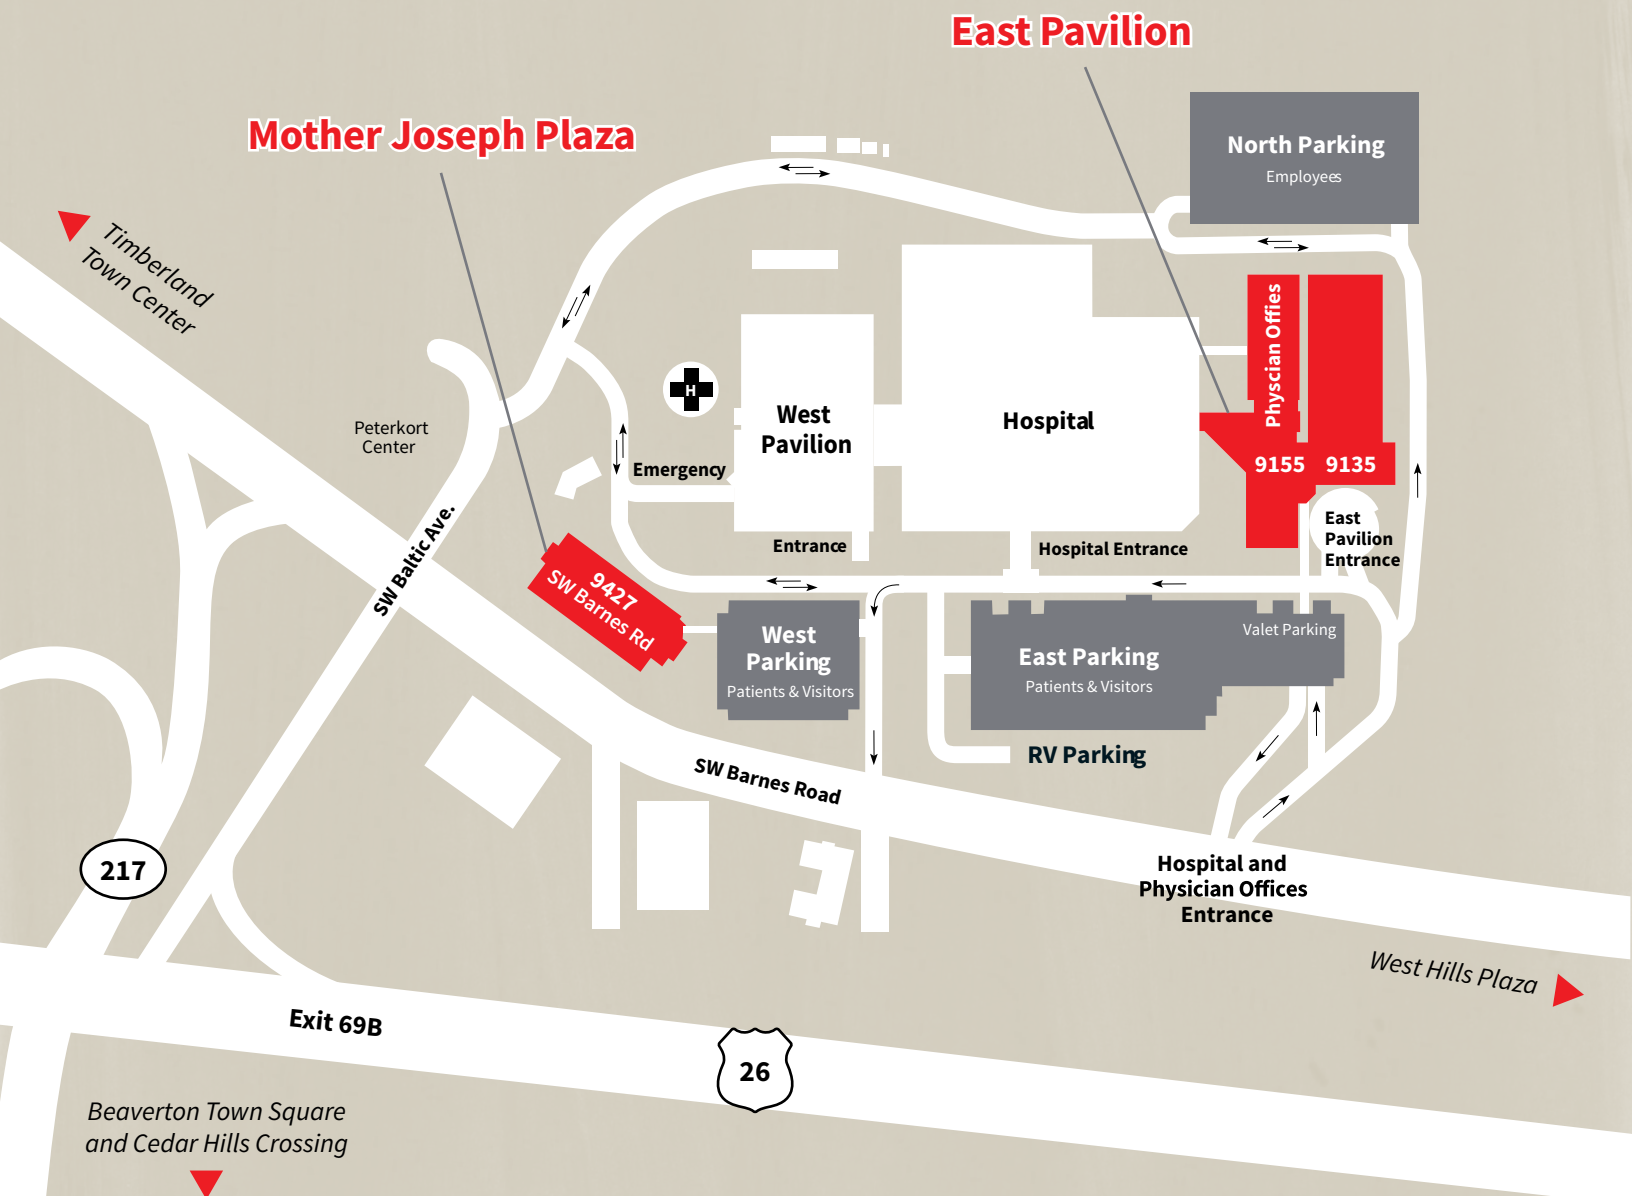 East Pavilion
Mother Joseph Plaza
North Parking
Employees
Timberland
Town Center
Physcian Offies
H
West
Pavilion
Hospital
Peterkort
Center
Emergency
9155
9135
SW Baltic Ave.
East
Pavilion
Entrance
Entrance
Hospital Entrance
9427
SW Barnes Rd
West
Parking
Patients & Visitors
East Parking
Patients & Visitors
Valet Parking
RV Parking
SW Barnes Road
217
Hospital and
Physician Offices
Entrance
West Hills Plaza
Exit 69B
26
Beaverton Town Square
and Cedar Hills Crossing